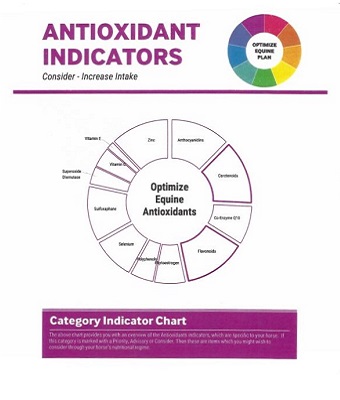 ANTIOXIDANT
INDICATORS
Consider - Increase Intake
OPTIMIZE
EQUINE
PLAN
Zinc
Anthocyanidins
Carotenoids
Co-Enzyme Q10
Flavonoids
Polyphenols
Selenium
Sulforaphane
Superoxide
Dismutase
Vitamin C
Vitamin E
Optimize
Equine
Antioxidants
Category Indicator Chart
The above chart provides you with an overview of the Antioxidants Indicators, which are specific to your horse. If
this category is marked with a Priority, Advisory or Consider. Then these are items which you might wish to
consider through your horse's nutritional regime.